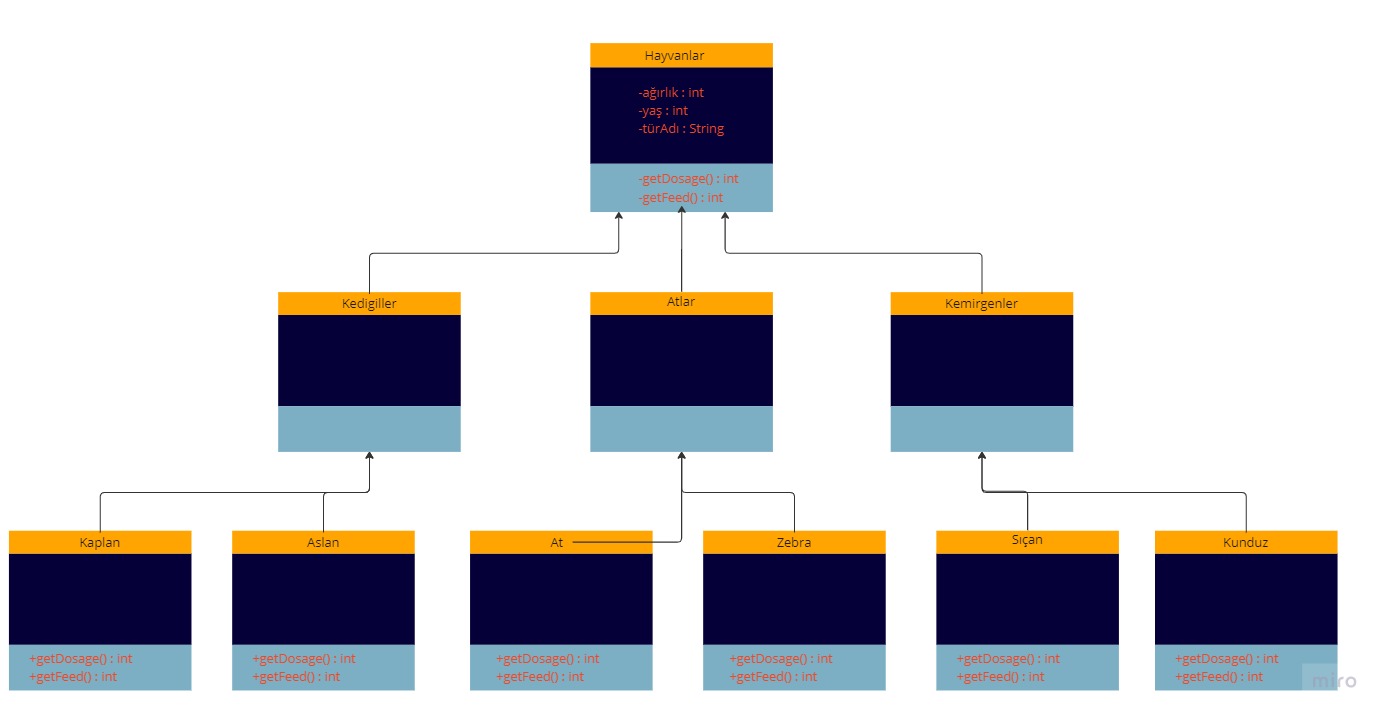 Hayvanlar
-ağırlık : int
-yaş : int
-türAdı : String
-getDosage() : int
-getFeed() : int
Kedigiller
Atlar
Kemirgenler
Kaplan
Aslan
At
Zebra
Sıçan
Kunduz
+getDosage() : int
+getFeed() : int
+getDosage() : int
+getFeed() : int
+getDosage() : int
+getFeed() : int
+getDosage() : int
+getFeed() : int
+getDosage() : int
+getFeed() : int
+getDosage() : int
+getFeed() : int
miro